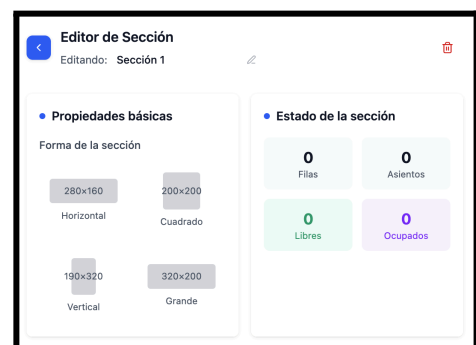 Editor de Sección
Editando: Sección 1
Propiedades básicas
Forma de la sección
280×160
Horizontal
200×200
Cuadrado
190×320
Vertical
320×200
Grande
Estado de la sección
0
Filas
0
Asientos
0
Libres
0
Ocupados